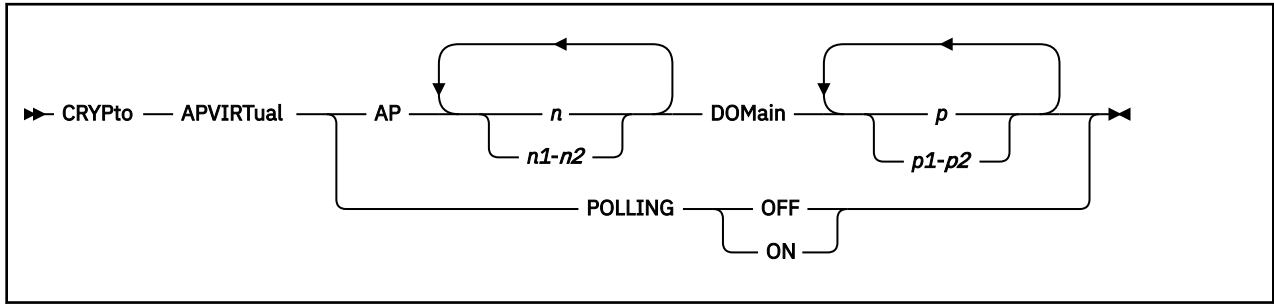 CRYPto APVIRTual AP n DOMain p
n1-n2 p1-p2
POLLING OFF
ON